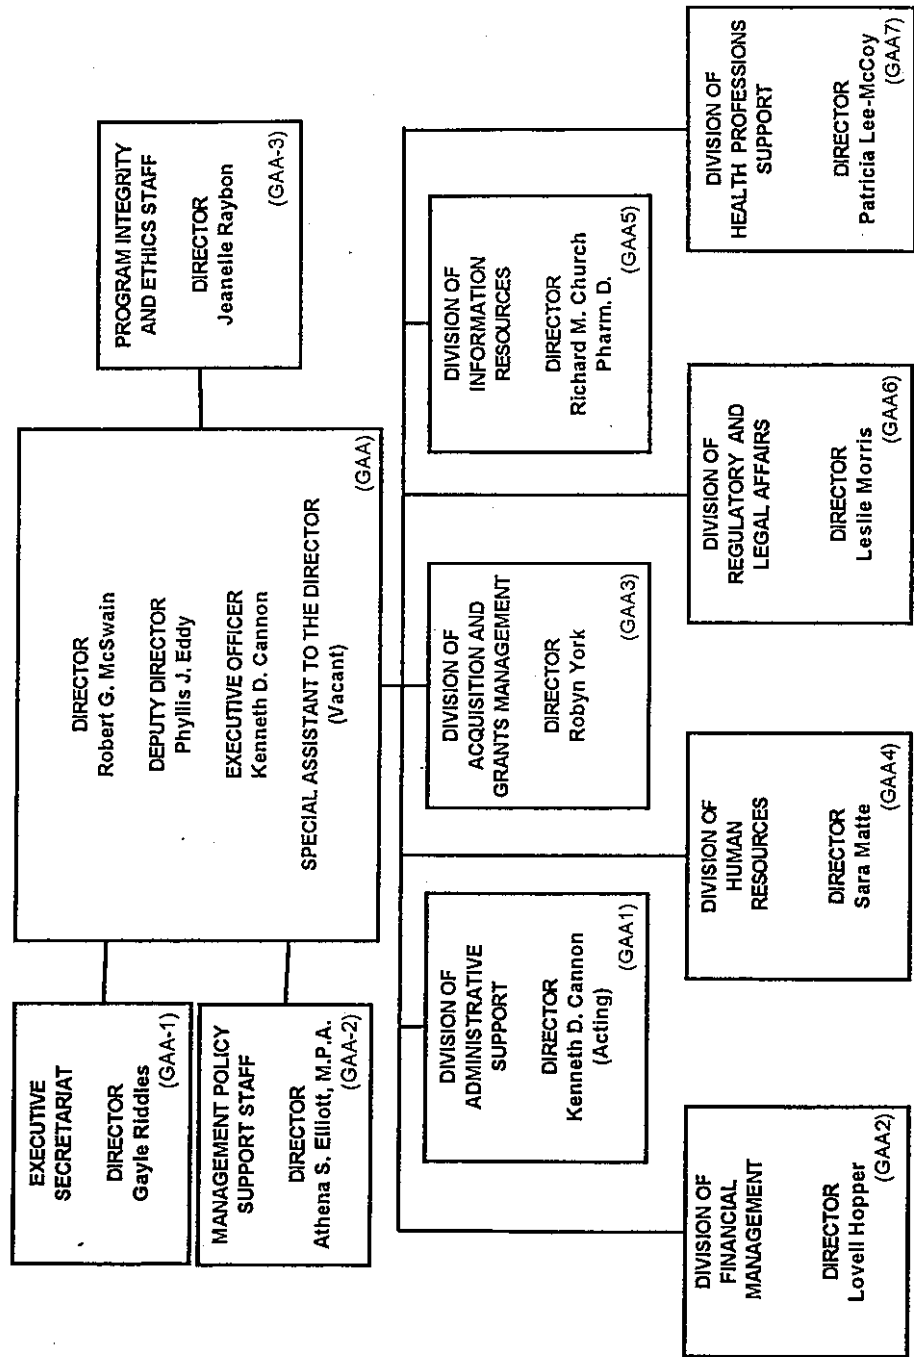 EXECUTIVE
SECRETARIAT
DIRECTOR
Gayle Riddles
(GAA-1)
MANAGEMENT POLICY
SUPPORT STAFF
DIRECTOR
Athena S. Elliott, M.P.A.
(GAA-2)
DIRECTOR
Robert G. McSwain
DEPUTY DIRECTOR
Phyllis J. Eddy
EXECUTIVE OFFICER
Kenneth D. Cannon
SPECIAL ASSISTANT TO THE DIRECTOR
(Vacant)
(GAA)
PROGRAM INTEGRITY
AND ETHICS STAFF
DIRECTOR
Jeanelle Raybon
(GAA-3)
DIVISION OF
ADMINISTRATIVE
SUPPORT
DIRECTOR
Kenneth D. Cannon
(Acting)
(GAA1)
DIVISION OF
ACQUISITION AND
GRANTS MANAGEMENT
DIRECTOR
Robyn York
(GAA3)
DIVISION OF
INFORMATION
RESOURCES
DIRECTOR
Richard M. Church
Pharm. D.
(GAA5)
DIVISION OF
FINANCIAL
MANAGEMENT
DIRECTOR
Lovell Hopper
(GAA2)
DIVISION OF
HUMAN
RESOURCES
DIRECTOR
Sara Matte
(GAA4)
DIVISION OF
REGULATORY AND
LEGAL AFFAIRS
DIRECTOR
Leslie Morris
(GAA6)
DIVISION OF
HEALTH PROFESSIONS
SUPPORT
DIRECTOR
Patricia Lee-McCoy
(GAA7)